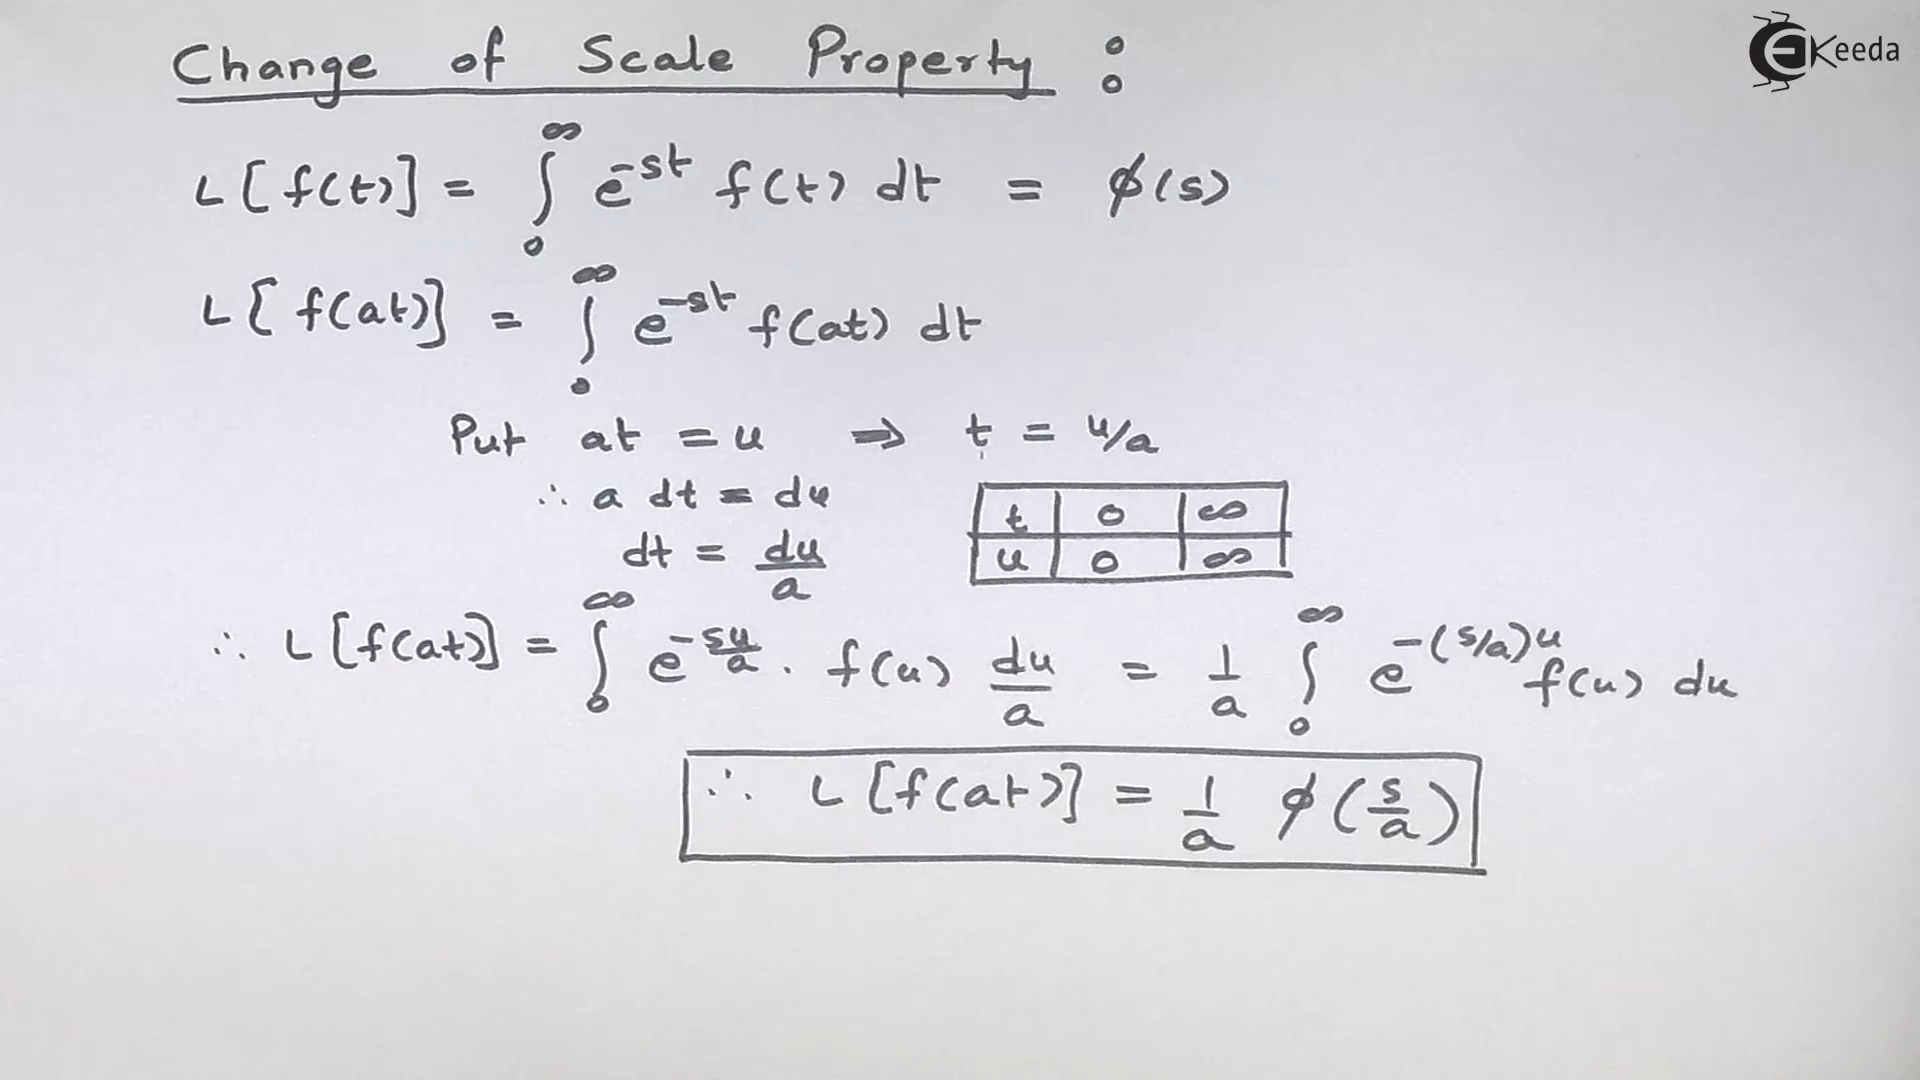 Change of Scale Property :
EKeeda
L[f(t)] = ∫₀^∞ e^-st f(t) dt = φ(s)
L[f(at)] = ∫₀^∞ e^-st f(at) dt
Put at = u ⇒ t = u/a
∴ a dt = du
t 0 ∞
dt = du/a
u 0 ∞
∴ L[f(at)] = ∫₀^∞ e^-su/a . f(u) du/a = 1/a ∫₀^∞ e^-(s/a)u f(u) du
∴ L[f(at)] = 1/a φ(s/a)